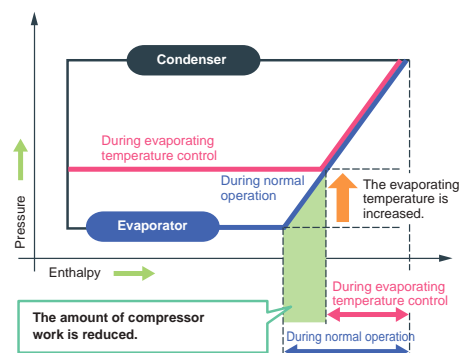 Condenser
During evaporating
temperature control
During normal
operation
The evaporating
temperature is
increased.
Pressure
Evaporator
Enthalpy
During evaporating
temperature control
The amount of compressor
work is reduced.
During normal operation